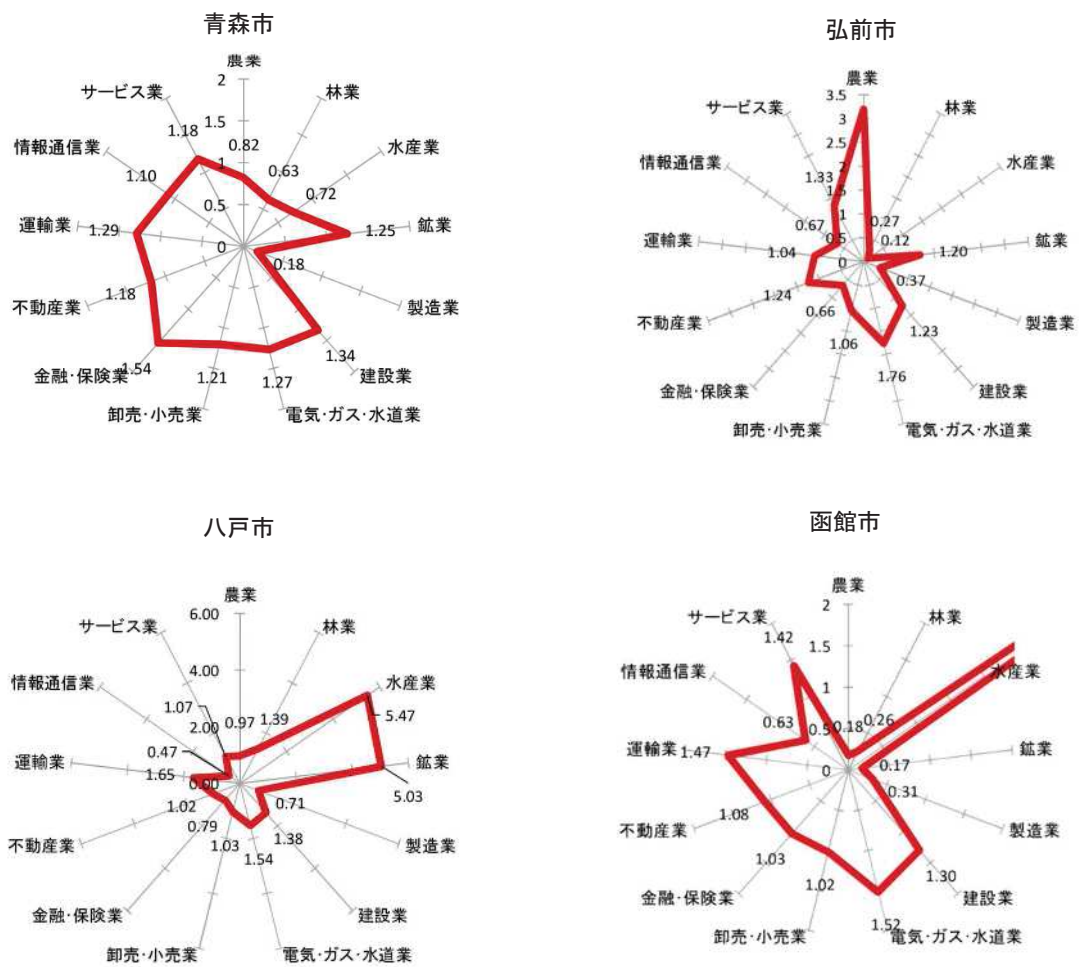 青森市
農業
2
サービス業
林業
1.18
1.5
0.82
情報通信業
水産業
1
0.63
1.10
0.72
0.5
運輸業
鉱業
1.29
1.25
0
0.18
不動産業
1.18
製造業
金融・保険業
1.54
1.34
建設業
1.21
1.27
卸売・小売業
電気・ガス・水道業
弘前市
農業
3.5
サービス業
林業
3
2.5
情報通信業
水産業
2
1.33
1.5
1
0.67
0.27
0.5
0.12
運輸業
鉱業
1.04
1.20
0
0.37
1.24
不動産業
製造業
0.66
1.23
1.06
金融・保険業
1.76
建設業
卸売・小売業
電気・ガス・水道業
八戸市
農業
6.00
サービス業
林業
4.00
情報通信業
水産業
1.07
5.47
2.00
0.97
1.39
0.47
運輸業
鉱業
1.65
0.00
5.03
1.02
0.71
0.79
1.38
不動産業
1.03
製造業
1.54
金融・保険業
建設業
卸売・小売業
電気・ガス・水道業
函館市
農業
2
サービス業
林業
1.42
1.5
情報通信業
水産業
1
0.63
0.5
0.18
0.26
運輸業
1.47
鉱業
0
0.17
0.31
不動産業
1.08
製造業
1.03
1.30
金融・保険業
1.02
建設業
1.52
卸売・小売業
電気・ガス・水道業